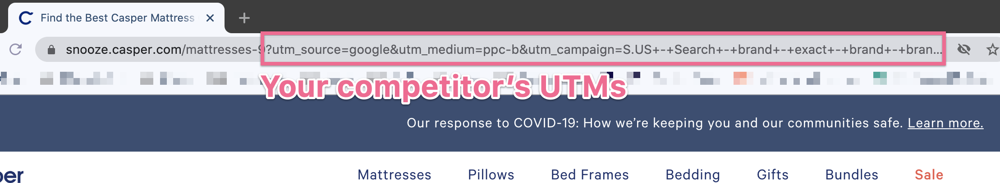 Find the Best Casper Mattress
snooze.casper.com/mattresses-9?utm_source=google&utm_medium=ppc-b&utm_campaign=S.US+-+Search+-+brand+-+exact+-+brand+-+bran...
Your competitor's UTMs
Our response to COVID-19: How we're keeping you and our communities safe. Learn more.
per Mattresses Pillows Bed Frames Bedding Gifts Bundles Sale